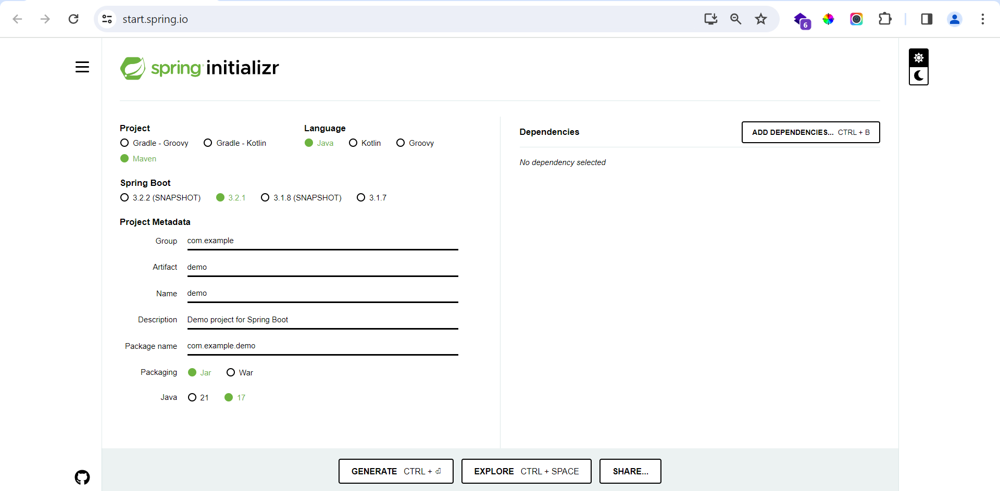 start.spring.io
6
spring initializr
Project
Gradle - Groovy Gradle - Kotlin
Maven
Language
Java Kotlin Groovy
Spring Boot
3.2.2 (SNAPSHOT) 3.2.1 3.1.8 (SNAPSHOT) 3.1.7
Project Metadata
Group com.example
Artifact demo
Name demo
Description Demo project for Spring Boot
Package name com.example.demo
Packaging Jar War
Java 21 17
Dependencies
ADD DEPENDENCIES... CTRL + B
No dependency selected
GENERATE CTRL + ⏎
EXPLORE CTRL + SPACE
SHARE...